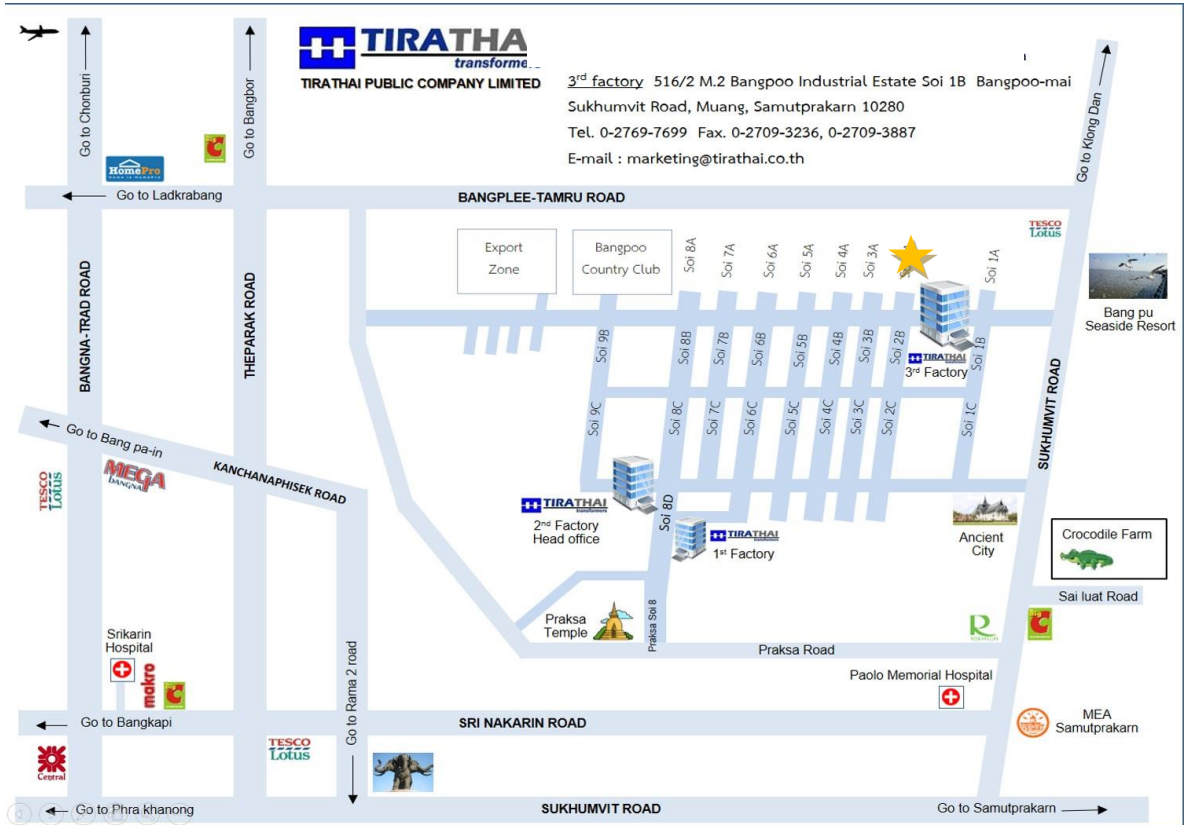 TIRATHA
transforme
TIRATHAI PUBLIC COMPANY LIMITED
3rd factory 516/2 M.2 Bangpoo Industrial Estate Soi 1B Bangpoo-mai
Sukhumvit Road, Muang, Samutprakarn 10280
Tel. 0-2769-7699 Fax. 0-2709-3236, 0-2709-3887
E-mail : marketing@tirathai.co.th
Go to Chonburi
Go to Bangbor
Go to Klong Dan
HomePro
Go to Ladkrabang
BANGPLEE-TAMRU ROAD
TESCO
Lotus
BANGNA-TRAD ROAD
THEPARAK ROAD
Export
Zone
Bangpoo
Country Club
Soi 8A
Soi 7A
Soi 6A
Soi 5A
Soi 4A
Soi 3A
Soi 1A
Bang pu
Seaside Resort
Soi 9B
Soi 8B
Soi 7B
Soi 6B
Soi 5B
Soi 4B
Soi 3B
Soi 2B
Soi 1B
TIRATHAI
3rd Factory
SUKHUMVIT ROAD
Soi 9C
Soi 8C
Soi 7C
Soi 6C
Soi 5C
Soi 4C
Soi 3C
Soi 2C
Soi 1C
Go to Bang pa-in
KANCHANAPHISEK ROAD
TESCO
Lotus
MEGA
BANGNA
TIRATHAI
transformers
2nd Factory
Head office
Soi 8D
TIRATHAI
1st Factory
Ancient
City
Crocodile Farm
Sai luat Road
Praksa
Temple
Praksa Soi 8
Praksa Road
Srikarin
Hospital
makro
Go to Rama 2 road
Paolo Memorial Hospital
Go to Bangkapi
SRI NAKARIN ROAD
MEA
Samutprakarn
Central
TESCO
Lotus
Go to Phra khanong
SUKHUMVIT ROAD
Go to Samutprakarn